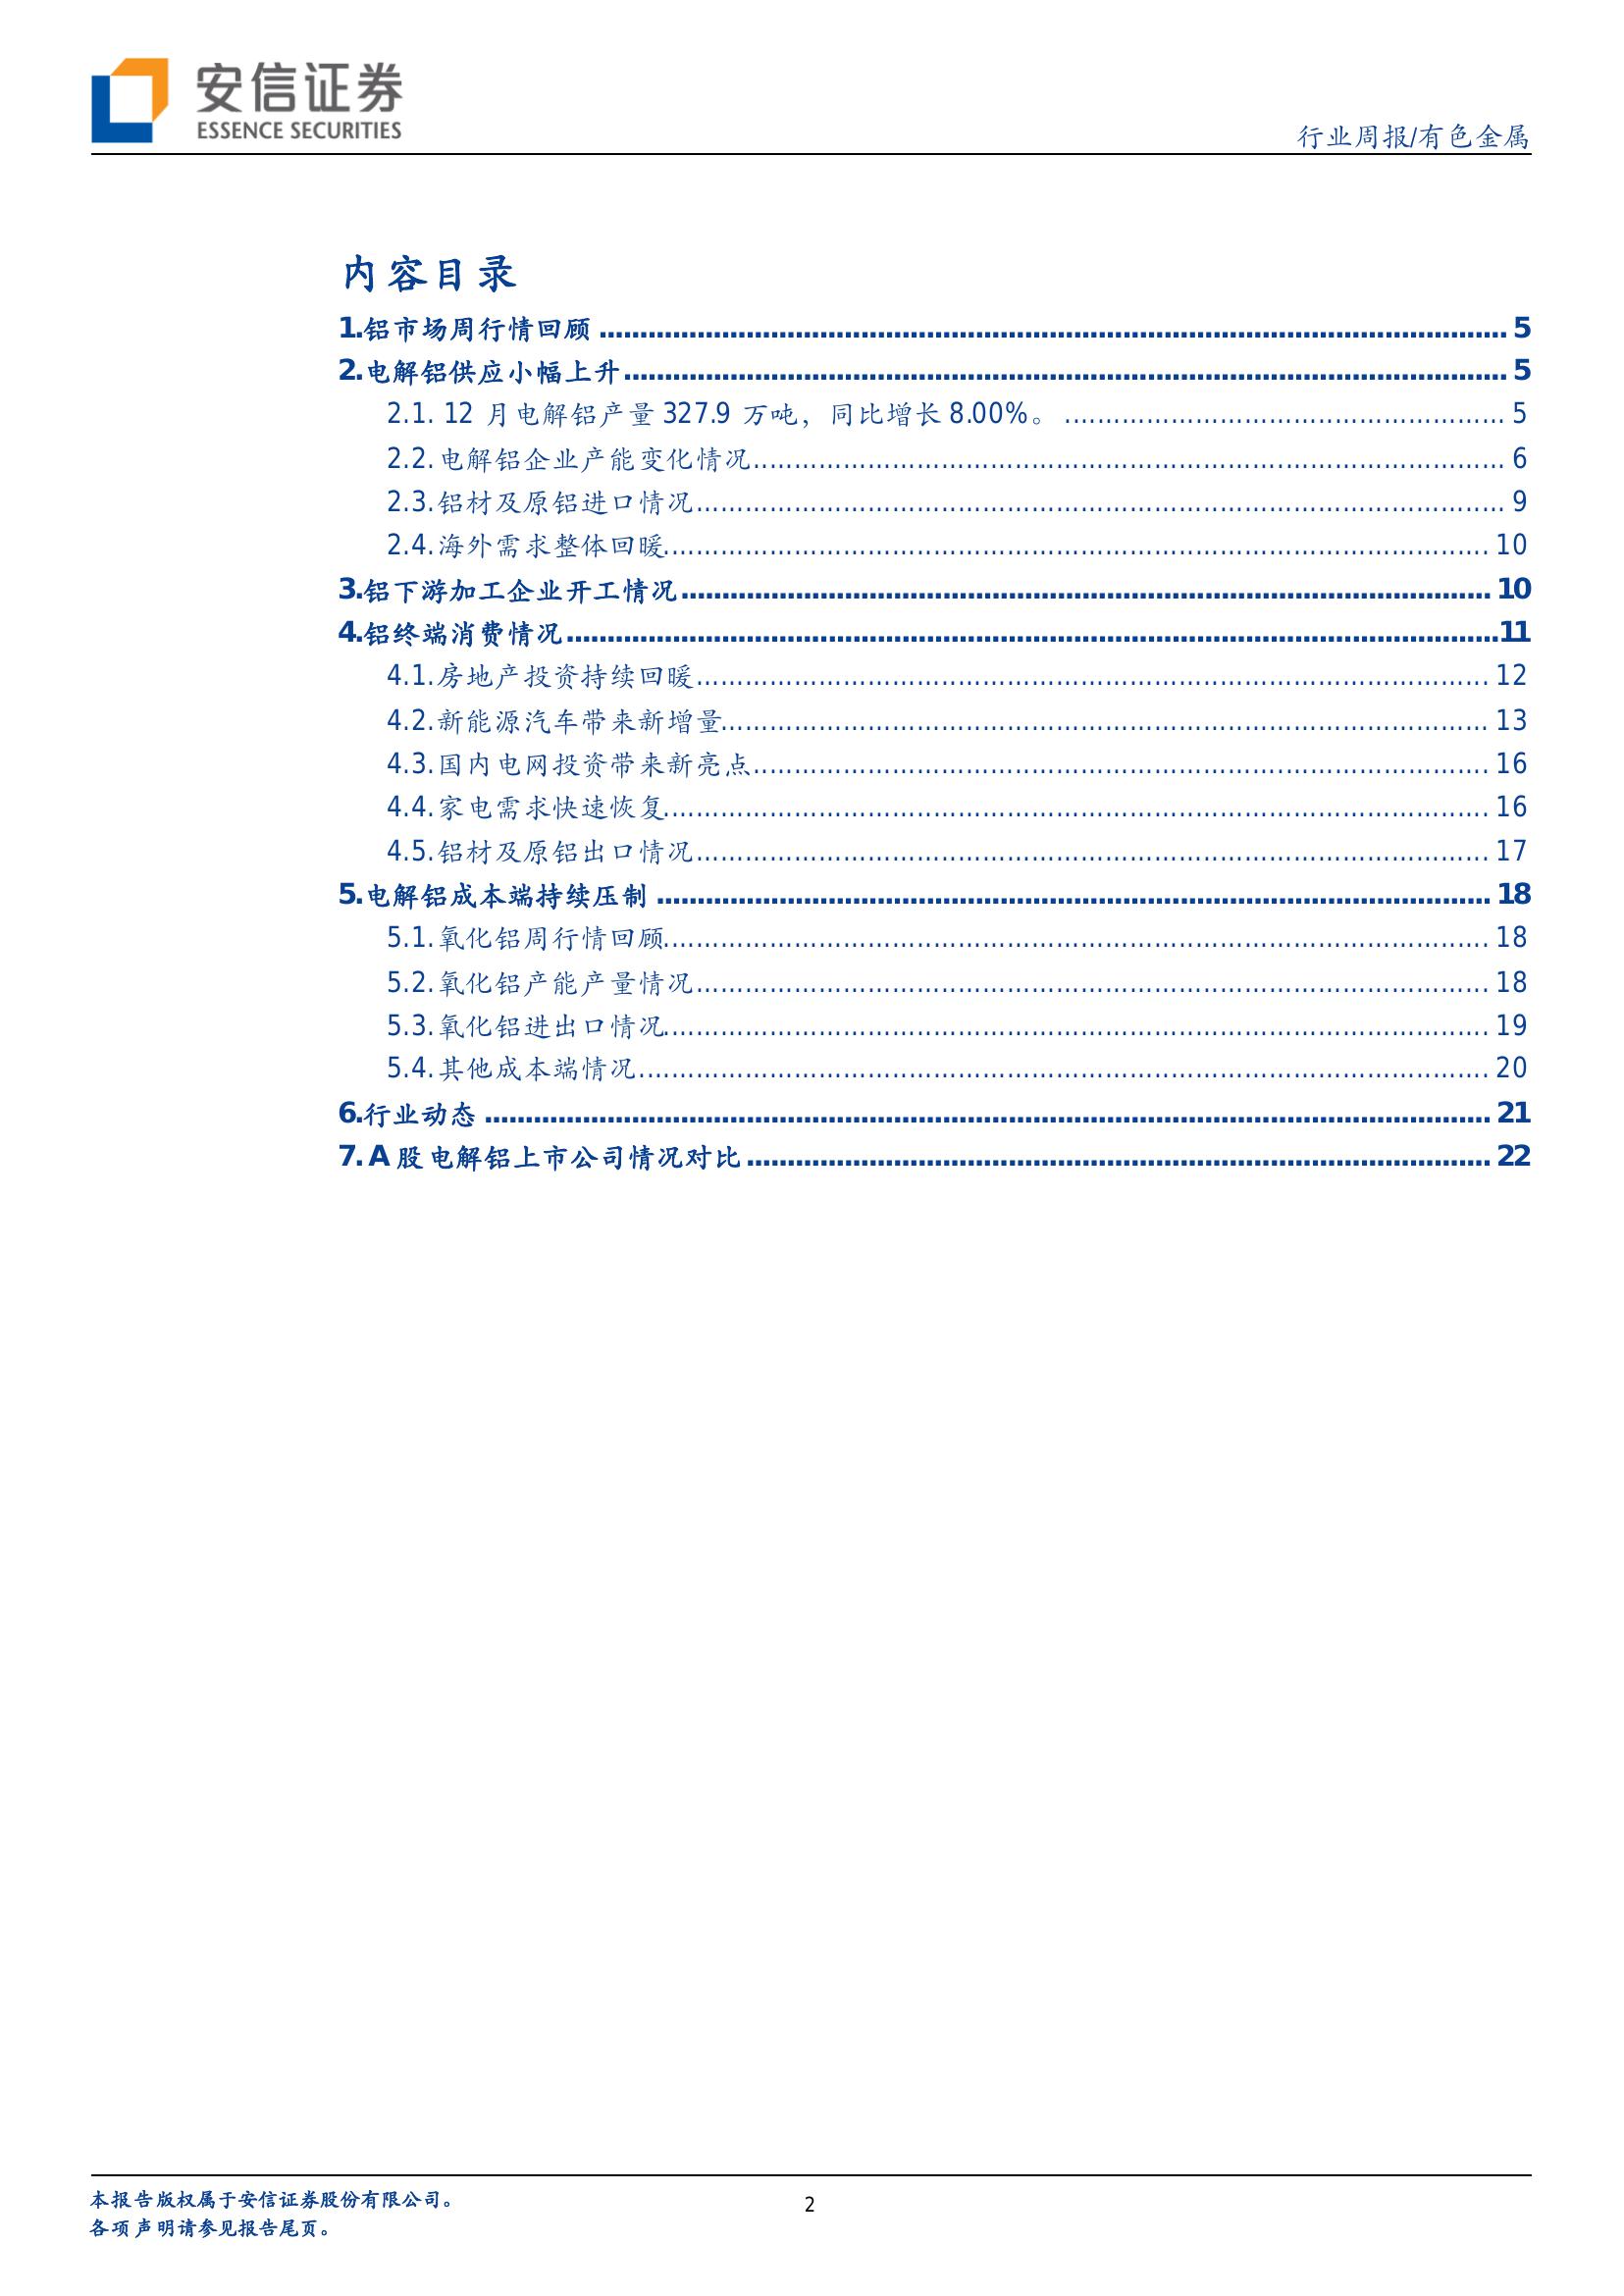 安信证券
ESSENCE SECURITIES
行业周报/有色金属
内容目录
1.铝市场周行情回顾 ........................................ 5
2.电解铝供应小幅上升 ........................................ 5
2.1. 12 月电解铝产量 327.9 万吨，同比增长 8.00%。 ........................................ 5
2.2.电解铝企业产能变化情况 ........................................ 6
2.3.铝材及原铝进口情况 ........................................ 9
2.4.海外需求整体回暖 ........................................ 10
3.铝下游加工企业开工情况 ........................................ 10
4.铝终端消费情况 ........................................ 11
4.1.房地产投资持续回暖 ........................................ 12
4.2.新能源汽车带来新增量 ........................................ 13
4.3.国内电网投资带来新亮点 ........................................ 16
4.4.家电需求快速恢复 ........................................ 16
4.5.铝材及原铝出口情况 ........................................ 17
5.电解铝成本端持续压制 ........................................ 18
5.1.氧化铝周行情回顾 ........................................ 18
5.2.氧化铝产能产量情况 ........................................ 18
5.3.氧化铝进出口情况 ........................................ 19
5.4.其他成本端情况 ........................................ 20
6.行业动态 ........................................ 21
7. A 股电解铝上市公司情况对比 ........................................ 22
本报告版权属于安信证券股份有限公司。
2
各项声明请参见报告尾页。